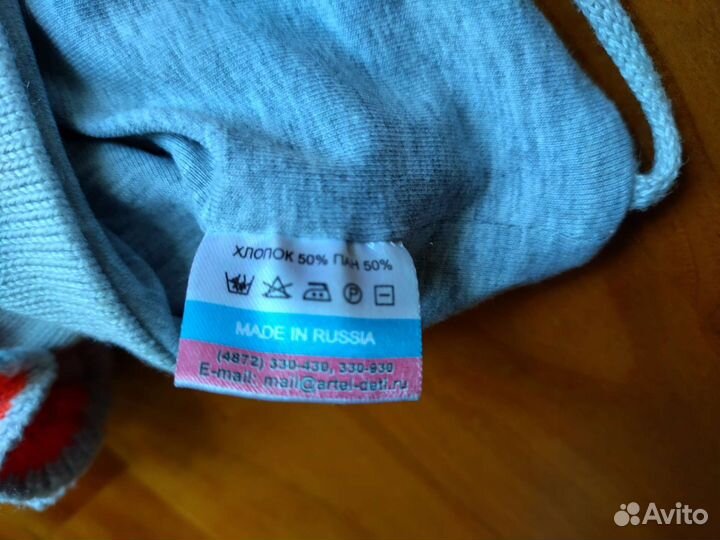 ХЛОПОК 50% ПАН 50%
MADE IN RUSSIA
(4872) 330-430, 330-930
E-mail: mail@artel-deti.ru
Avito